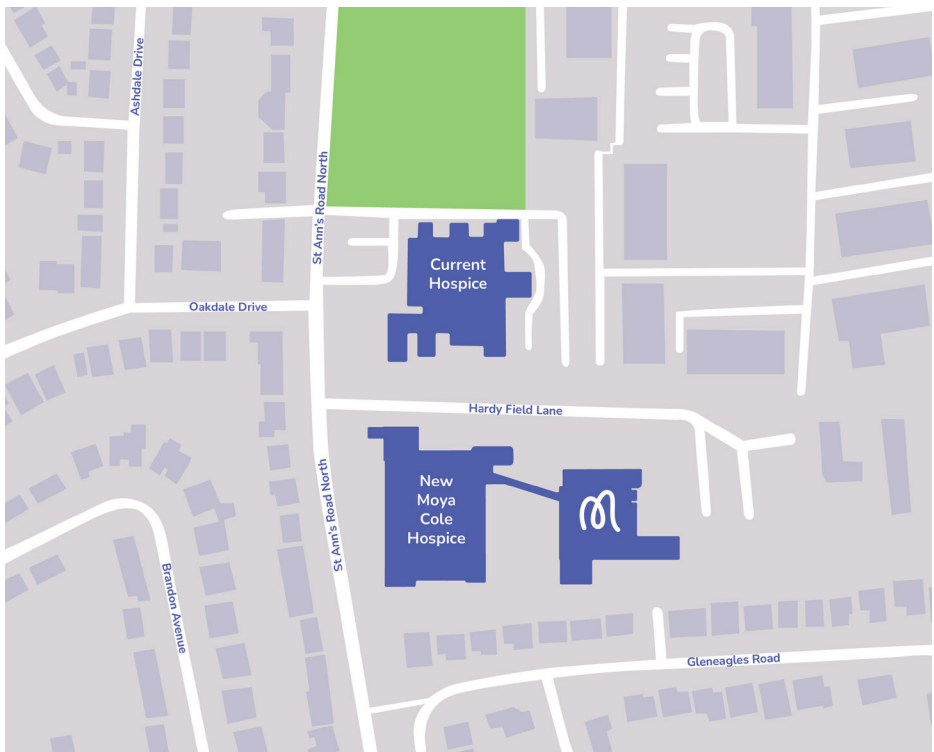 Ashdale Drive
St Ann's Road North
Current
Hospice
Oakdale Drive
Hardy Field Lane
New
Moya
Cole
Hospice
St Ann's Road North
Brandon Avenue
Gleneagles Road